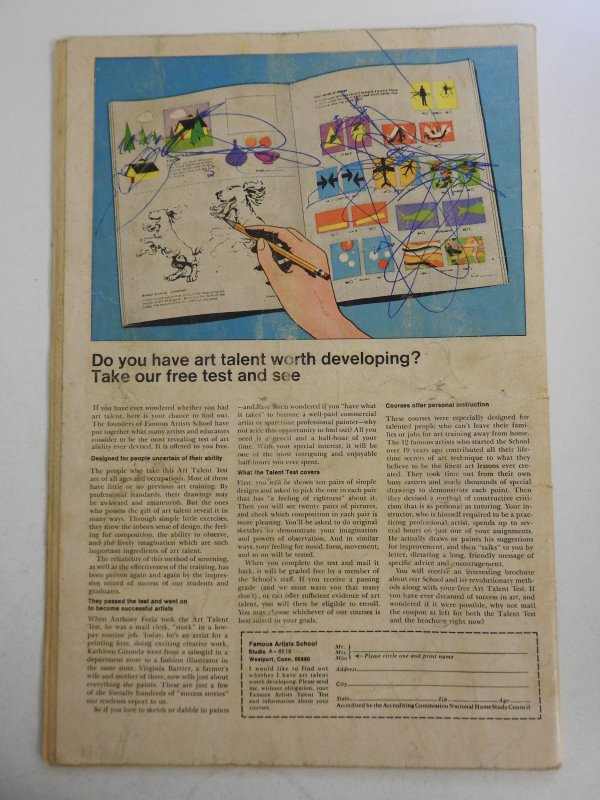 Do you have art talent worth developing?
Take our free test and see
If you have ever wondered whether you had
art talent, here is your chance to find out.
The founders of Famous Artists School have
put together what many artists and educators
consider to be the most revealing test of art
ability ever devised. It is offered to you free.
Designed for people uncertain of their ability
The people who take this Art Talent Test
are of all ages and occupations. Most of them
have little or no previous art training. By
professional standards, their drawings may
be awkward and amateurish. But the ones
who possess the gift of art talent reveal it in
many ways. Through simple little exercises,
they show the inborn sense of design, the feel-
ing for composition, the ability to observe,
and the lively imagination which are such
important ingredients of art talent.
The reliability of this method of screening,
as well as the effectiveness of the training, has
been proven again and again by the impres-
sive record of success of our students and
graduates.
They passed the test and went on
to become successful artists
When Anthony Fotia took the Art Talent
Test, he was a mail clerk, "stuck" in a low-
pay routine job. Today, he's an artist for a
printing firm, doing exciting creative work.
Kathleen Gironda went from a salesgirl in a
department store to a fashion illustrator in
the same store. Virginia Bartter, a farmer's
wife and mother of three, now sells just about
everything she paints. These are just a few
of the literally hundreds of "success stories"
our students report to us.
So if you love to sketch or dabble in paints
—and have been wondered if you "have what
it takes" to become a well-paid commercial
artist or sparetime professional painter—why
not seize this opportunity to find out? All you
need is a pencil and a half-hour of your
time. With your special interest, it will be
one of the most intriguing and enjoyable
half-hours you ever spent.
What the Talent Test covers
First, you will be shown ten pairs of simple
designs and asked to pick the one in each pair
that has "a feeling of rightness" about it.
Then you will see twenty pairs of pictures,
and check which composition in each pair is
more pleasing. You'll be asked to do original
sketches to demonstrate your imagination
and powers of observation. And in similar
ways, your feeling for mood, form, movement,
and so on will be tested.
When you complete the test and mail it
back, it will be graded free by a member of
the School's staff. If you receive a passing
grade (and we must warn you that many
don't), or can offer sufficient evidence of art
talent, you will then be eligible to enroll.
You may choose whichever of our courses is
best suited to your goals.
Courses offer personal instruction
These courses were especially designed for
talented people who can't leave their fami-
lies or jobs for art training away from home.
The 12 famous artists who started the School
over 19 years ago contributed all their life-
time secrets of art technique to what they
believe to be the finest art lessons ever cre-
ated. They took time out from their own
busy careers and made thousands of special
drawings to demonstrate each point. Then
they devised a method of constructive criti-
cism that is as personal as tutoring. Your in-
structor, who is himself required to be a prac-
ticing professional artist, spends up to sev-
eral hours on just one of your assignments.
He actually draws or paints his suggestions
for improvement, and then "talks" to you by
letter, dictating a long, friendly message of
specific advice and encouragement.
You will receive an interesting brochure
about our School and its revolutionary meth-
ods along with your free Art Talent Test. If
you have ever dreamed of success in art, and
wondered if it were possible, why not mail
the coupon at left for both the Talent Test
and the brochure right now?
Famous Artists School
Studio A-6516
Westport, Conn. 06880
I would like to find out
whether I have art talent
worth developing. Please send
me, without obligation, your
Famous Artists Talent Test
and information about your
courses.
Mr.
Mrs.
Miss
← Please circle one and print name
Address
City
State Zip Age
Accredited by the Accrediting Commission National Home Study Council